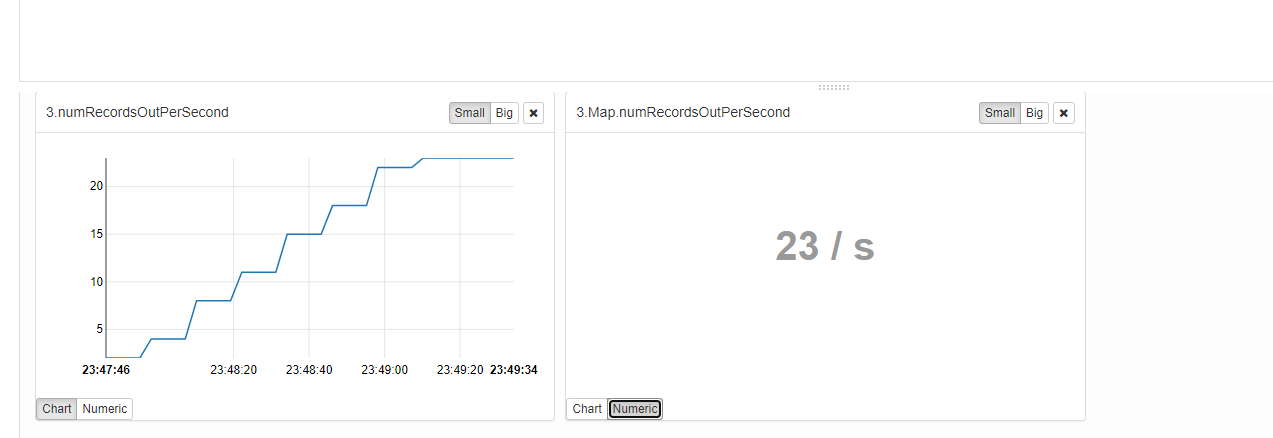 3.numRecordsOutPerSecond Small Big ✖
20
15
10
5
23:47:46 23:48:20 23:48:40 23:49:00 23:49:20 23:49:34
Chart Numeric
3.Map.numRecordsOutPerSecond Small Big ✖
23 / s
Chart Numeric